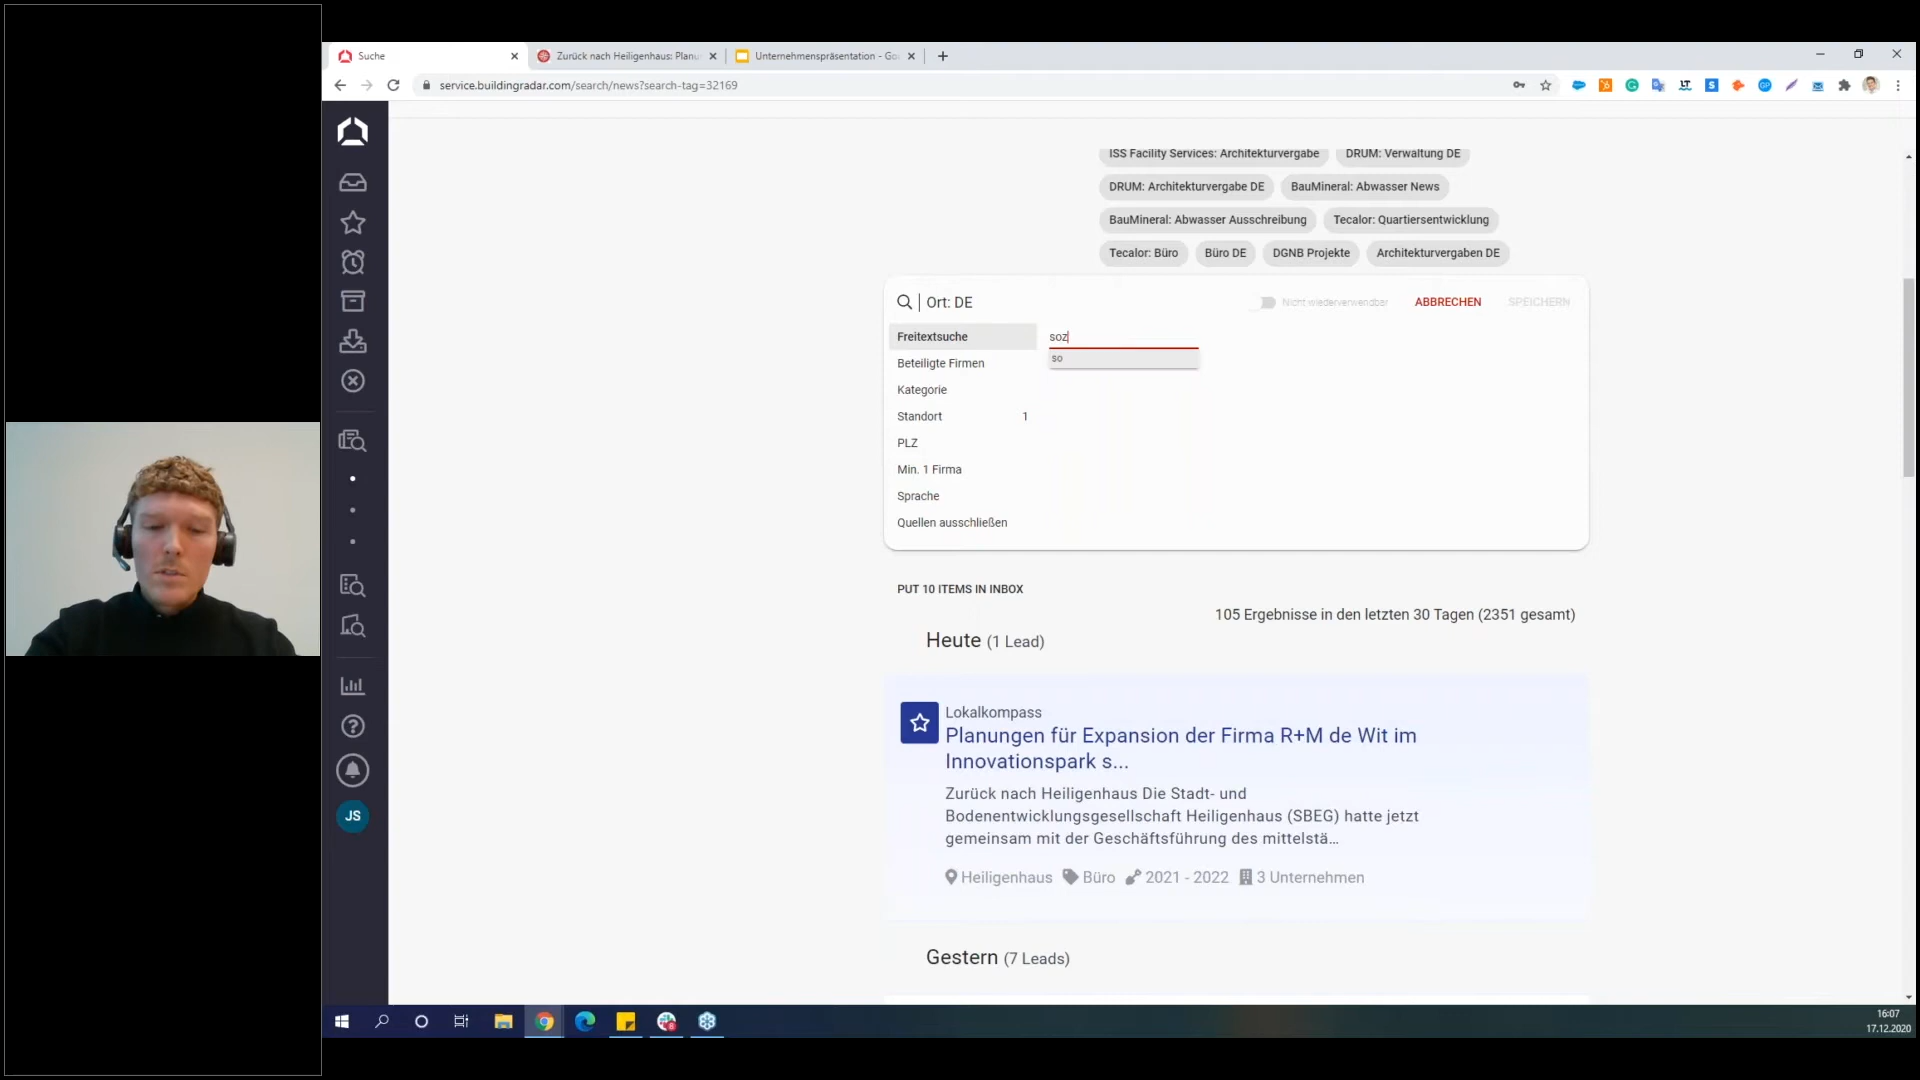 Suche
Zurück nach Heiligenhaus: Planu
Unternehmenspräsentation - Goo
service.buildingradar.com/search/news?search-tag=32169
ISS Facility Services: Architekturvergabe
DRUM: Verwaltung DE
DRUM: Architekturvergabe DE
BauMineral: Abwasser News
BauMineral: Abwasser Ausschreibung
Tecalor: Quartiersentwicklung
Tecalor: Büro
Büro DE
DGNB Projekte
Architekturvergaben DE
Ort: DE
Nicht wiederverwendbar
ABBRECHEN
SPEICHERN
Freitextsuche
soz
so
Beteiligte Firmen
Kategorie
Standort 1
PLZ
Min. 1 Firma
Sprache
Quellen ausschließen
PUT 10 ITEMS IN INBOX
105 Ergebnisse in den letzten 30 Tagen (2351 gesamt)
Heute (1 Lead)
Lokalkompass
Planungen für Expansion der Firma R+M de Wit im
Innovationspark s...
Zurück nach Heiligenhaus Die Stadt- und
Bodenentwicklungsgesellschaft Heiligenhaus (SBEG) hatte jetzt
gemeinsam mit der Geschäftsführung des mittelstä...
Heiligenhaus Büro 2021 - 2022 3 Unternehmen
Gestern (7 Leads)
JS
16:07
17.12.2020